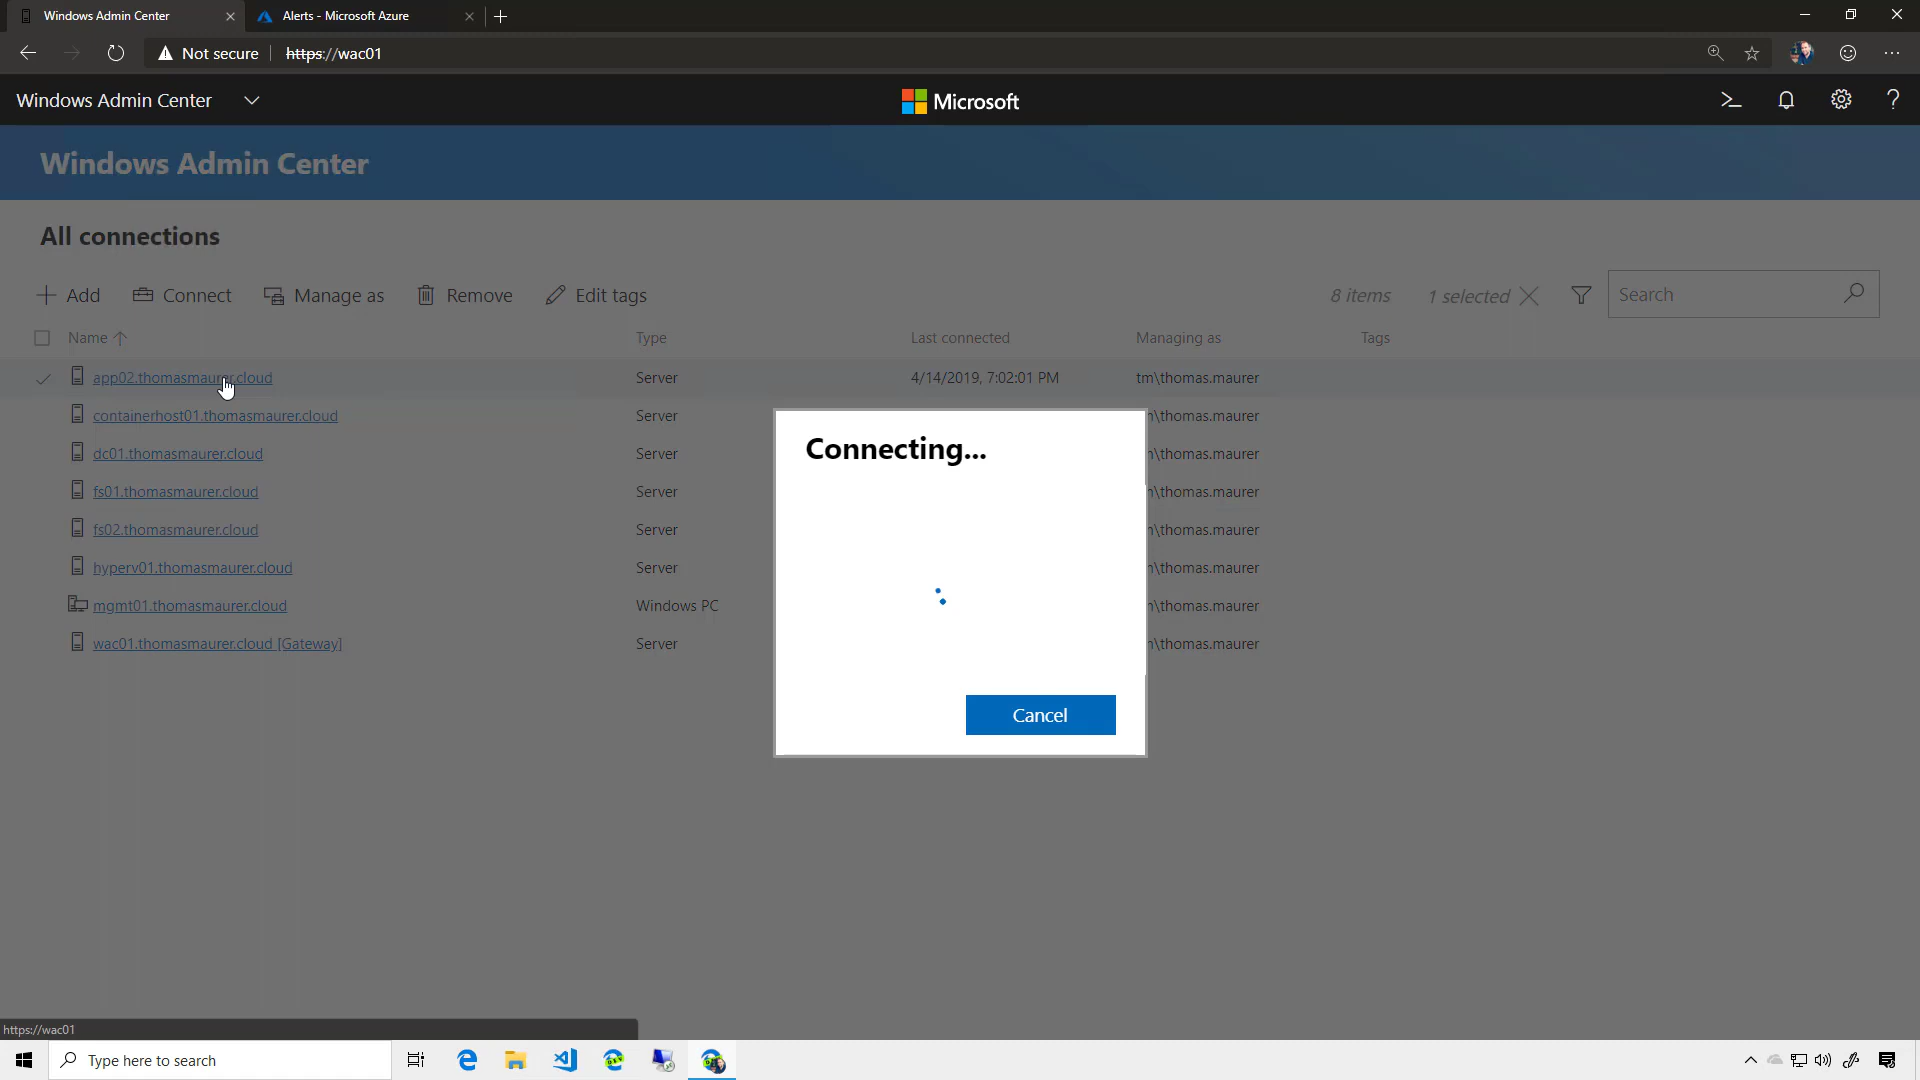 Windows Admin Center
Alerts - Microsoft Azure
Not secure
https://wac01
Windows Admin Center
Microsoft
Windows Admin Center
All connections
Add Connect Manage as Remove Edit tags 8 items 1 selected Search
Name Type Last connected Managing as Tags
app02.thomasmaurer.cloud Server 4/14/2019, 7:02:01 PM tm\thomas.maurer
containerhost01.thomasmaurer.cloud Server \thomas.maurer
dc01.thomasmaurer.cloud Server \thomas.maurer
fs01.thomasmaurer.cloud Server \thomas.maurer
fs02.thomasmaurer.cloud Server \thomas.maurer
hyperv01.thomasmaurer.cloud Server \thomas.maurer
mgmt01.thomasmaurer.cloud Windows PC \thomas.maurer
wac01.thomasmaurer.cloud [Gateway] Server \thomas.maurer
Connecting...
Cancel
https://wac01
Type here to search
DEV